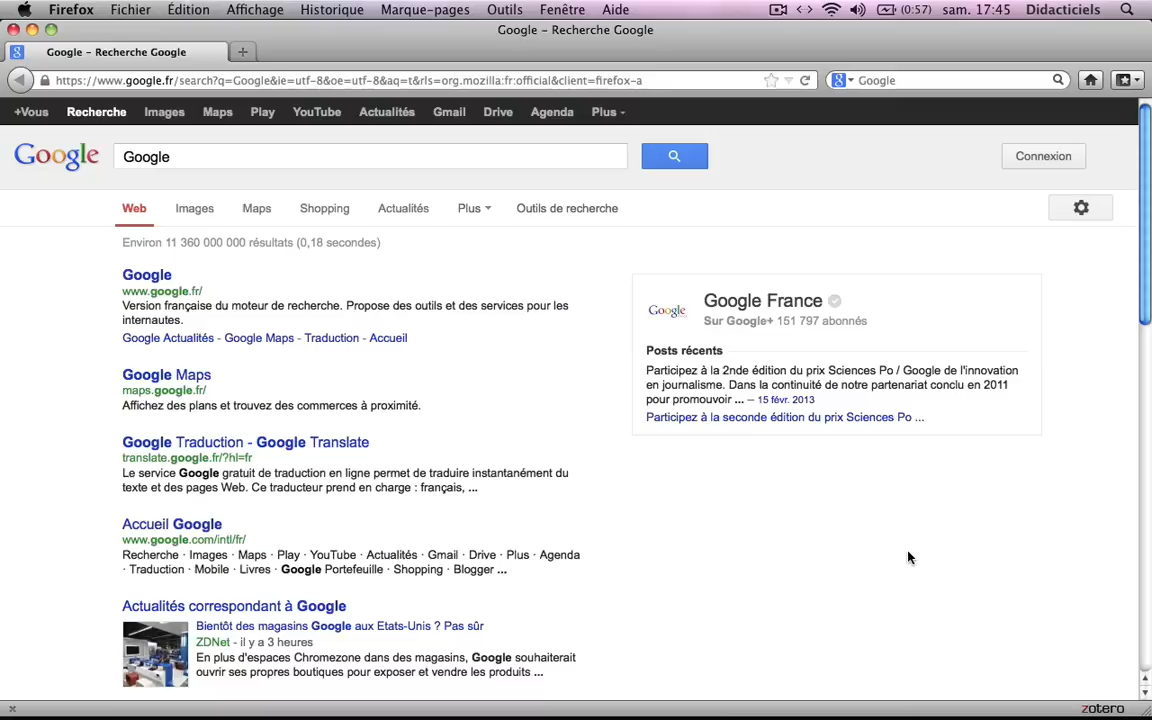 Firefox Fichier Édition Affichage Historique Marque-pages Outils Fenêtre Aide (0:57) sam. 17:45 Didacticiels
Google – Recherche Google
Google – Recherche Google
https://www.google.fr/search?q=Google&ie=utf-8&oe=utf-8&aq=t&rls=org.mozilla:fr:official&client=firefox-a Google
+Vous Recherche Images Maps Play YouTube Actualités Gmail Drive Agenda Plus
Google Google Connexion
Web Images Maps Shopping Actualités Plus Outils de recherche
Environ 11 360 000 000 résultats (0,18 secondes)
Google
www.google.fr/
Version française du moteur de recherche. Propose des outils et des services pour les
internautes.
Google Actualités - Google Maps - Traduction - Accueil
Google Maps
maps.google.fr/
Affichez des plans et trouvez des commerces à proximité.
Google Traduction - Google Translate
translate.google.fr/?hl=fr
Le service Google gratuit de traduction en ligne permet de traduire instantanément du
texte et des pages Web. Ce traducteur prend en charge : français, ...
Accueil Google
www.google.com/intl/fr/
Recherche · Images · Maps · Play · YouTube · Actualités · Gmail · Drive · Plus · Agenda
· Traduction · Mobile · Livres · Google Portefeuille · Shopping · Blogger ...
Actualités correspondant à Google
Bientôt des magasins Google aux Etats-Unis ? Pas sûr
ZDNet - il y a 3 heures
En plus d'espaces Chromezone dans des magasins, Google souhaiterait
ouvrir ses propres boutiques pour exposer et vendre les produits ...
Google Google France
Sur Google+ 151 797 abonnés
Posts récents
Participez à la 2nde édition du prix Sciences Po / Google de l'innovation
en journalisme. Dans la continuité de notre partenariat conclu en 2011
pour promouvoir ... – 15 févr. 2013
Participez à la seconde édition du prix Sciences Po ...
zotero